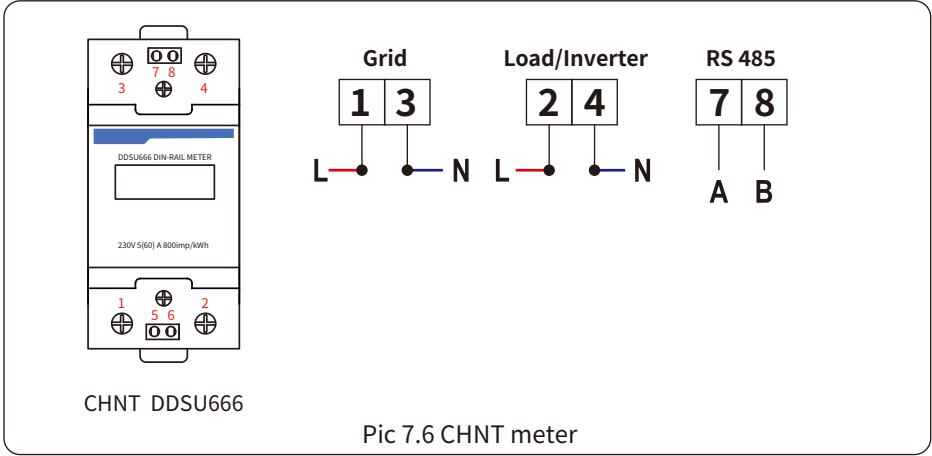 7 8
3 4
DDSU666 DIN-RAIL METER
230V 5(60) A 800imp/kWh
1 2
5 6
CHNT DDSU666
Grid
1 3
L N
Load/Inverter
2 4
L N
RS 485
7 8
A B
Pic 7.6 CHNT meter